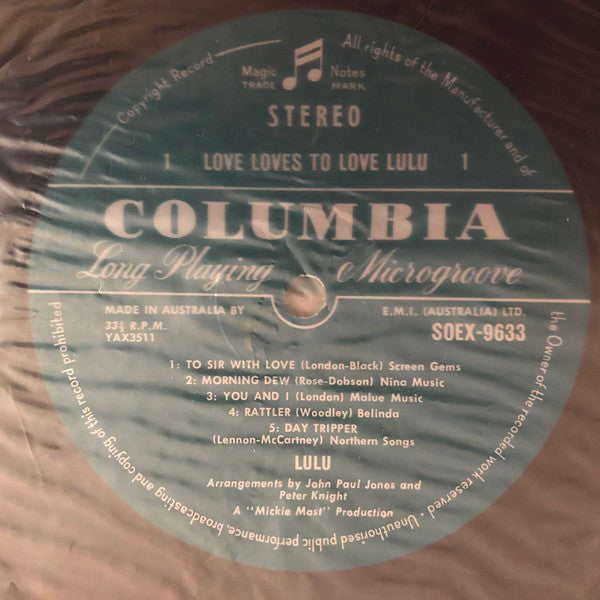 Copyright Record
All rights of the Manufacturer and of
the Owner of the recorded work reserved - Unauthorised public performance, broadcasting and copying of this record prohibited
Magic Notes
TRADE MARK
STEREO
1 LOVE LOVES TO LOVE LULU 1
COLUMBIA
Long Playing Microgroove
MADE IN AUSTRALIA BY E.M.I. (AUSTRALIA) LTD.
33⅓ R.P.M. SOEX-9633
YAX3511
1: TO SIR WITH LOVE (London-Black) Screen Gems
2: MORNING DEW (Rose-Dobson) Nina Music
3: YOU AND I (London) Malue Music
4: RATTLER (Woodley) Belinda
5: DAY TRIPPER
(Lennon-McCartney) Northern Songs
LULU
Arrangements by John Paul Jones and
Peter Knight
A "Mickie Most" Production